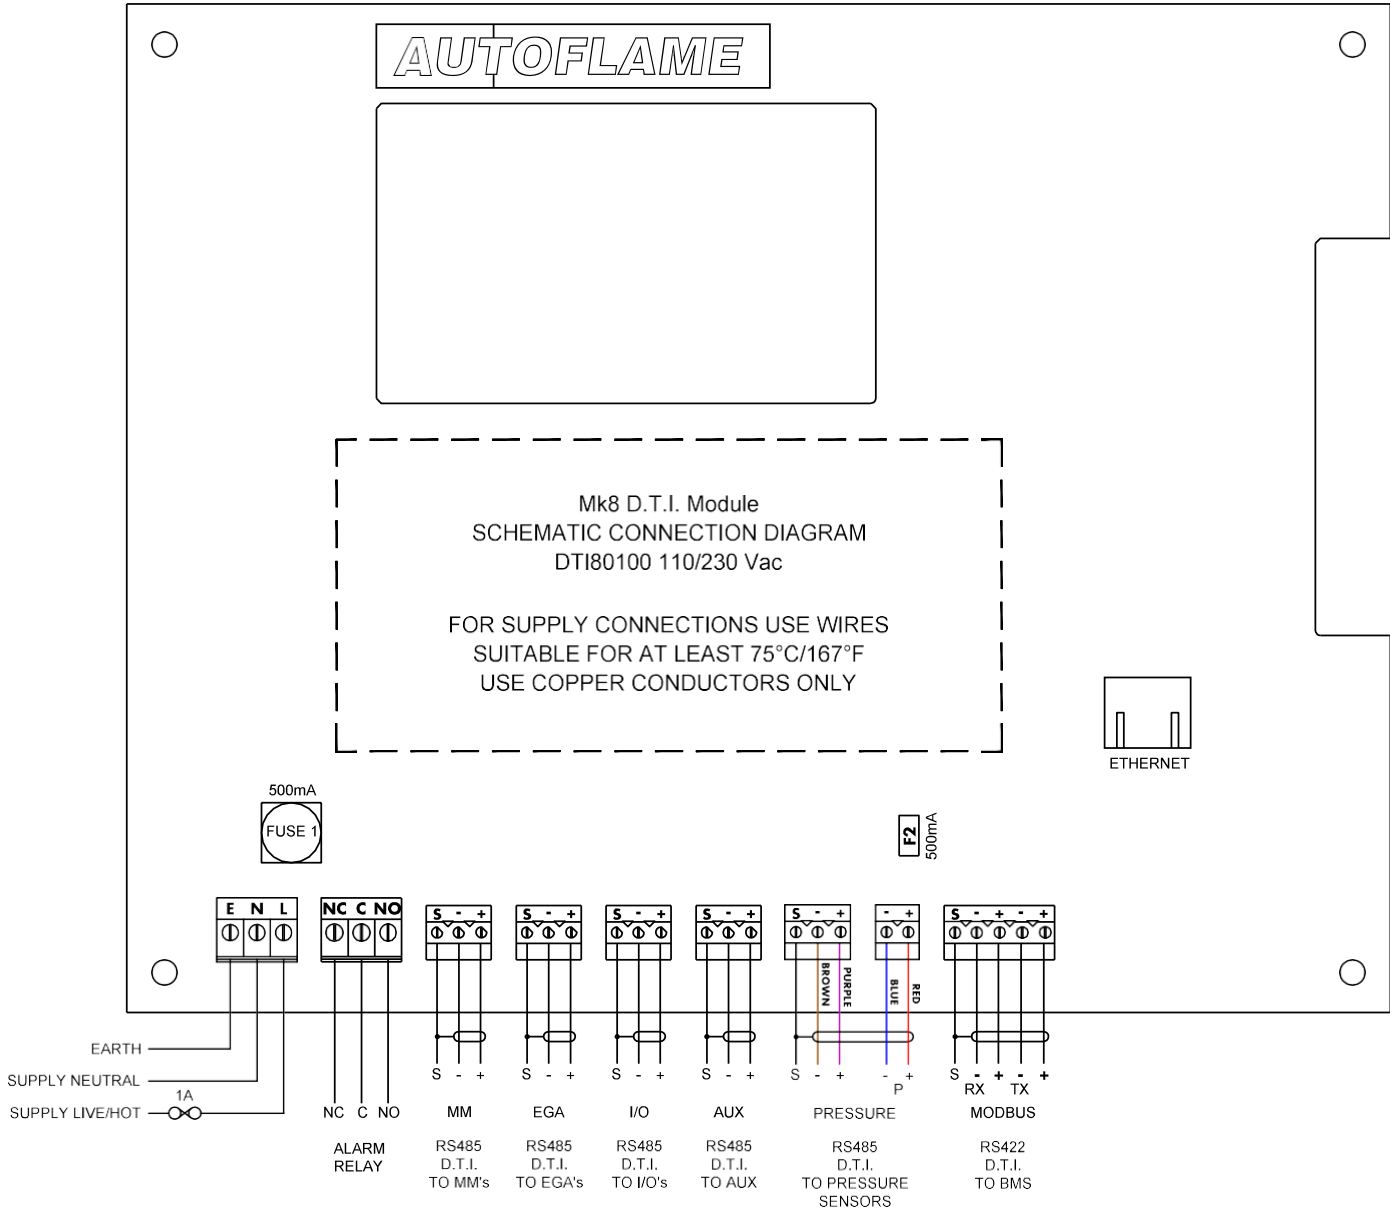 AUTOFLAME
Mk8 D.T.I. Module
SCHEMATIC CONNECTION DIAGRAM
DTI80100 110/230 Vac
FOR SUPPLY CONNECTIONS USE WIRES
SUITABLE FOR AT LEAST 75°C/167°F
USE COPPER CONDUCTORS ONLY
ETHERNET
500mA
FUSE 1
F2
500mA
E N L
NC C NO
S - +
S - +
S - +
S - +
S - +
- +
S - + - +
BROWN
PURPLE
BLUE
RED
EARTH
SUPPLY NEUTRAL
SUPPLY LIVE/HOT
1A
NC C NO
ALARM
RELAY
S - +
MM
RS485
D.T.I.
TO MM's
S - +
EGA
RS485
D.T.I.
TO EGA's
S - +
I/O
RS485
D.T.I.
TO I/O's
S - +
AUX
RS485
D.T.I.
TO AUX
S - + - +
P
PRESSURE
RS485
D.T.I.
TO PRESSURE
SENSORS
S - + - +
RX TX
MODBUS
RS422
D.T.I.
TO BMS